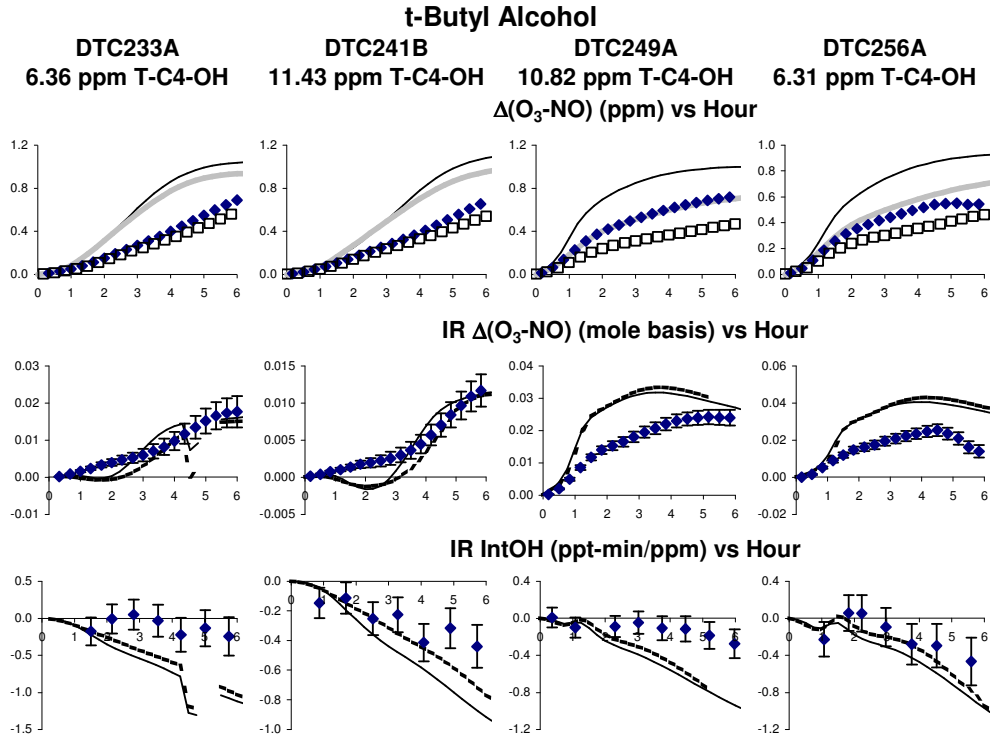 t-Butyl Alcohol
DTC233A DTC241B DTC249A DTC256A
6.36 ppm T-C4-OH 11.43 ppm T-C4-OH 10.82 ppm T-C4-OH 6.31 ppm T-C4-OH
Δ(O3-NO) (ppm) vs Hour
1.2 1.2 1.2 1.0
0.8 0.8 0.8 0.8
0.6
0.4 0.4 0.4 0.4
0.2
0.0 0.0 0.0 0.0
0 1 2 3 4 5 6 0 1 2 3 4 5 6 0 1 2 3 4 5 6 0 1 2 3 4 5 6
IR Δ(O3-NO) (mole basis) vs Hour
0.03 0.015 0.04 0.06
0.02 0.010 0.03 0.04
0.01 0.005 0.02 0.02
0.00 0.000 0.01 0.00
-0.01 -0.005 0.00 -0.02
0 1 2 3 4 5 6 0 1 2 3 4 5 6 0 1 2 3 4 5 6 0 1 2 3 4 5 6
IR IntOH (ppt-min/ppm) vs Hour
0.5 0.0 0.4 0.4
0.0 -0.2 0.0 0.0
-0.5 -0.4 -0.4 -0.4
-1.0 -0.6 -0.8 -0.8
-1.5 -0.8 -1.2 -1.2
-1.0
0 1 2 3 4 5 6 0 1 2 3 4 5 6 0 1 2 3 4 5 6 0 1 2 3 4 5 6